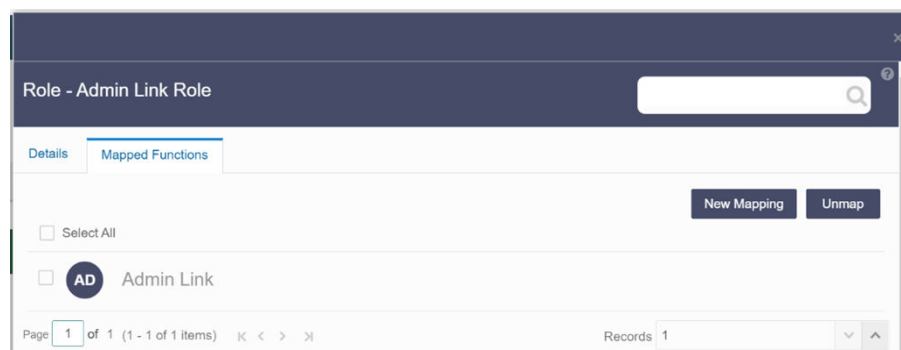 Role - Admin Link Role
Details Mapped Functions
New Mapping Unmap
Select All
AD Admin Link
Page 1 of 1 (1 - 1 of 1 items) Records 1